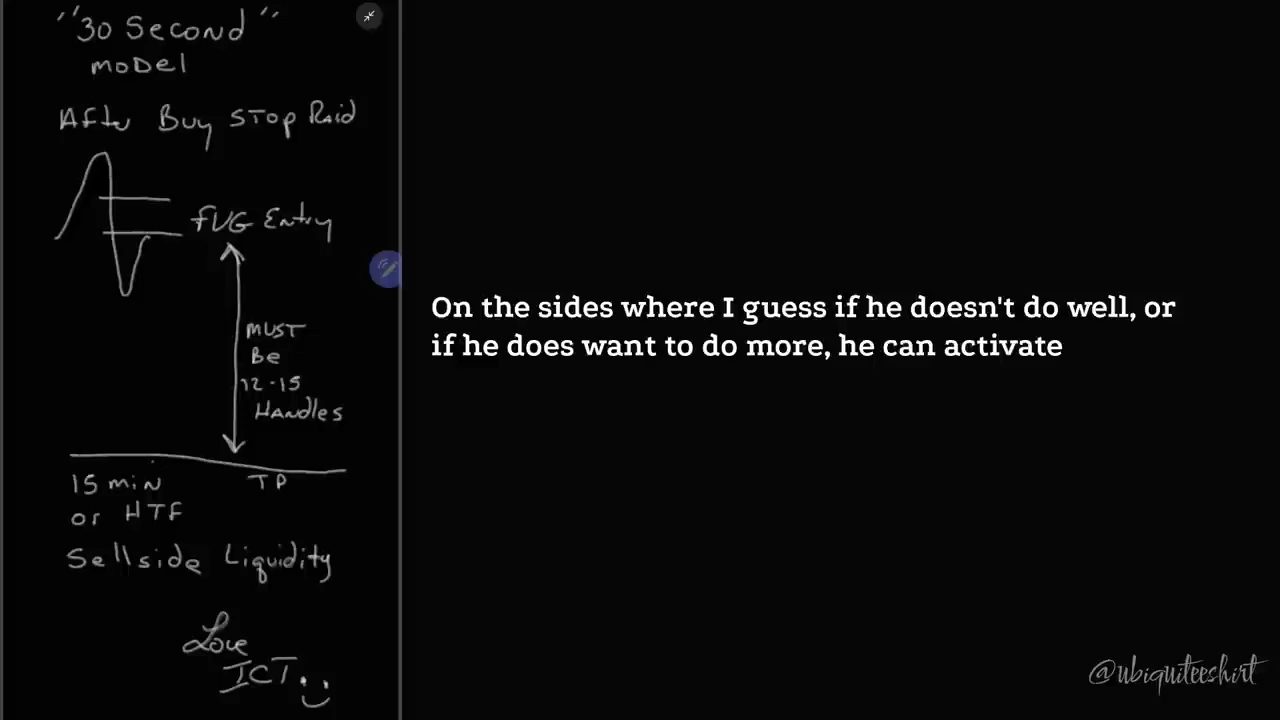 "30 Second"
Model
After Buy Stop Raid
FVG Entry
MUST
Be
12-15
HANdles
15 min
TP
or HTF
Sellside Liquidity
Love
ICT
On the sides where I guess if he doesn't do well, or
if he does want to do more, he can activate
@ubiquiteeshirt